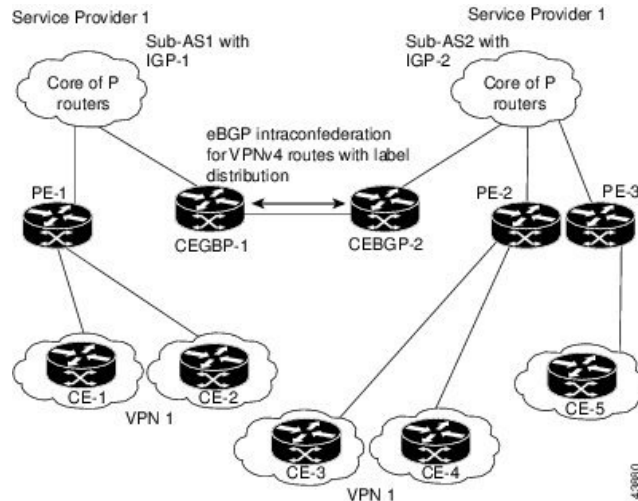 Service Provider 1
Service Provider 1
Sub-AS1 with
IGP-1
Sub-AS2 with
IGP-2
Core of P
routers
Core of P
routers
eBGP intraconfederation
for VPNv4 routes with label
distribution
PE-1
PE-2
PE-3
CEGBP-1
CEBGP-2
CE-1
CE-2
CE-5
VPN 1
CE-3
CE-4
VPN 1